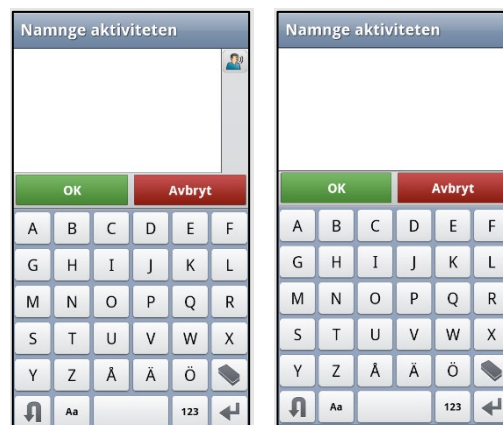 Namnge aktiviteten
OK Avbryt
A B C D E F
G H I J K L
M N O P Q R
S T U V W X
Y Z Å Ä Ö
Aa 123
Namnge aktiviteten
OK Avbryt
A B C D E F
G H I J K L
M N O P Q R
S T U V W X
Y Z Å Ä Ö
Aa 123